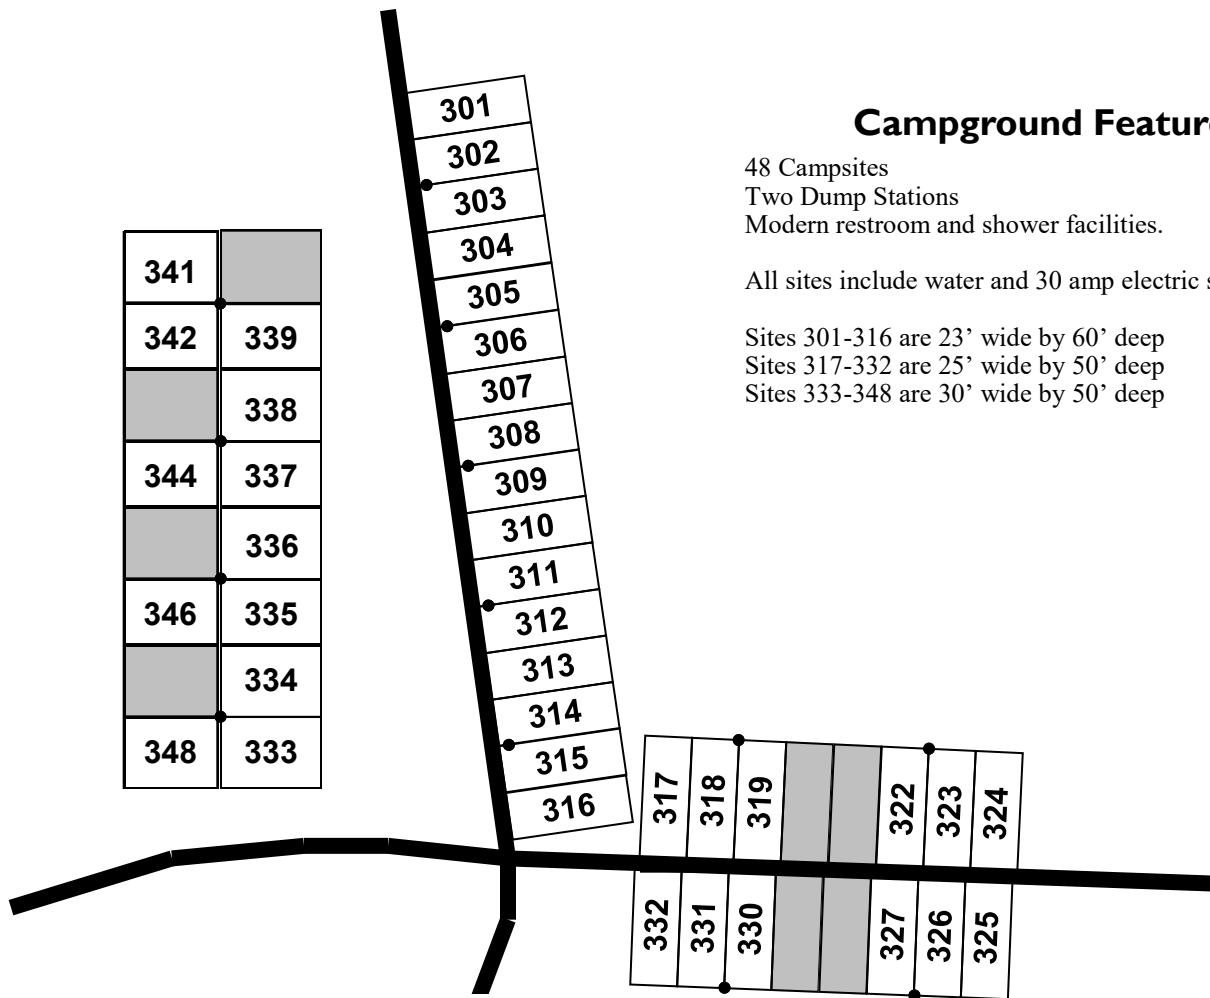 Campground Featur
48 Campsites
Two Dump Stations
Modern restroom and shower facilities.
All sites include water and 30 amp electric s
Sites 301-316 are 23’ wide by 60’ deep
Sites 317-332 are 25’ wide by 50’ deep
Sites 333-348 are 30’ wide by 50’ deep
301
302
303
304
305
306
307
308
309
310
311
312
313
314
315
316
341
342 339
338
344 337
336
346 335
334
348 333
317 318 319 322 323 324
332 331 330 327 326 325